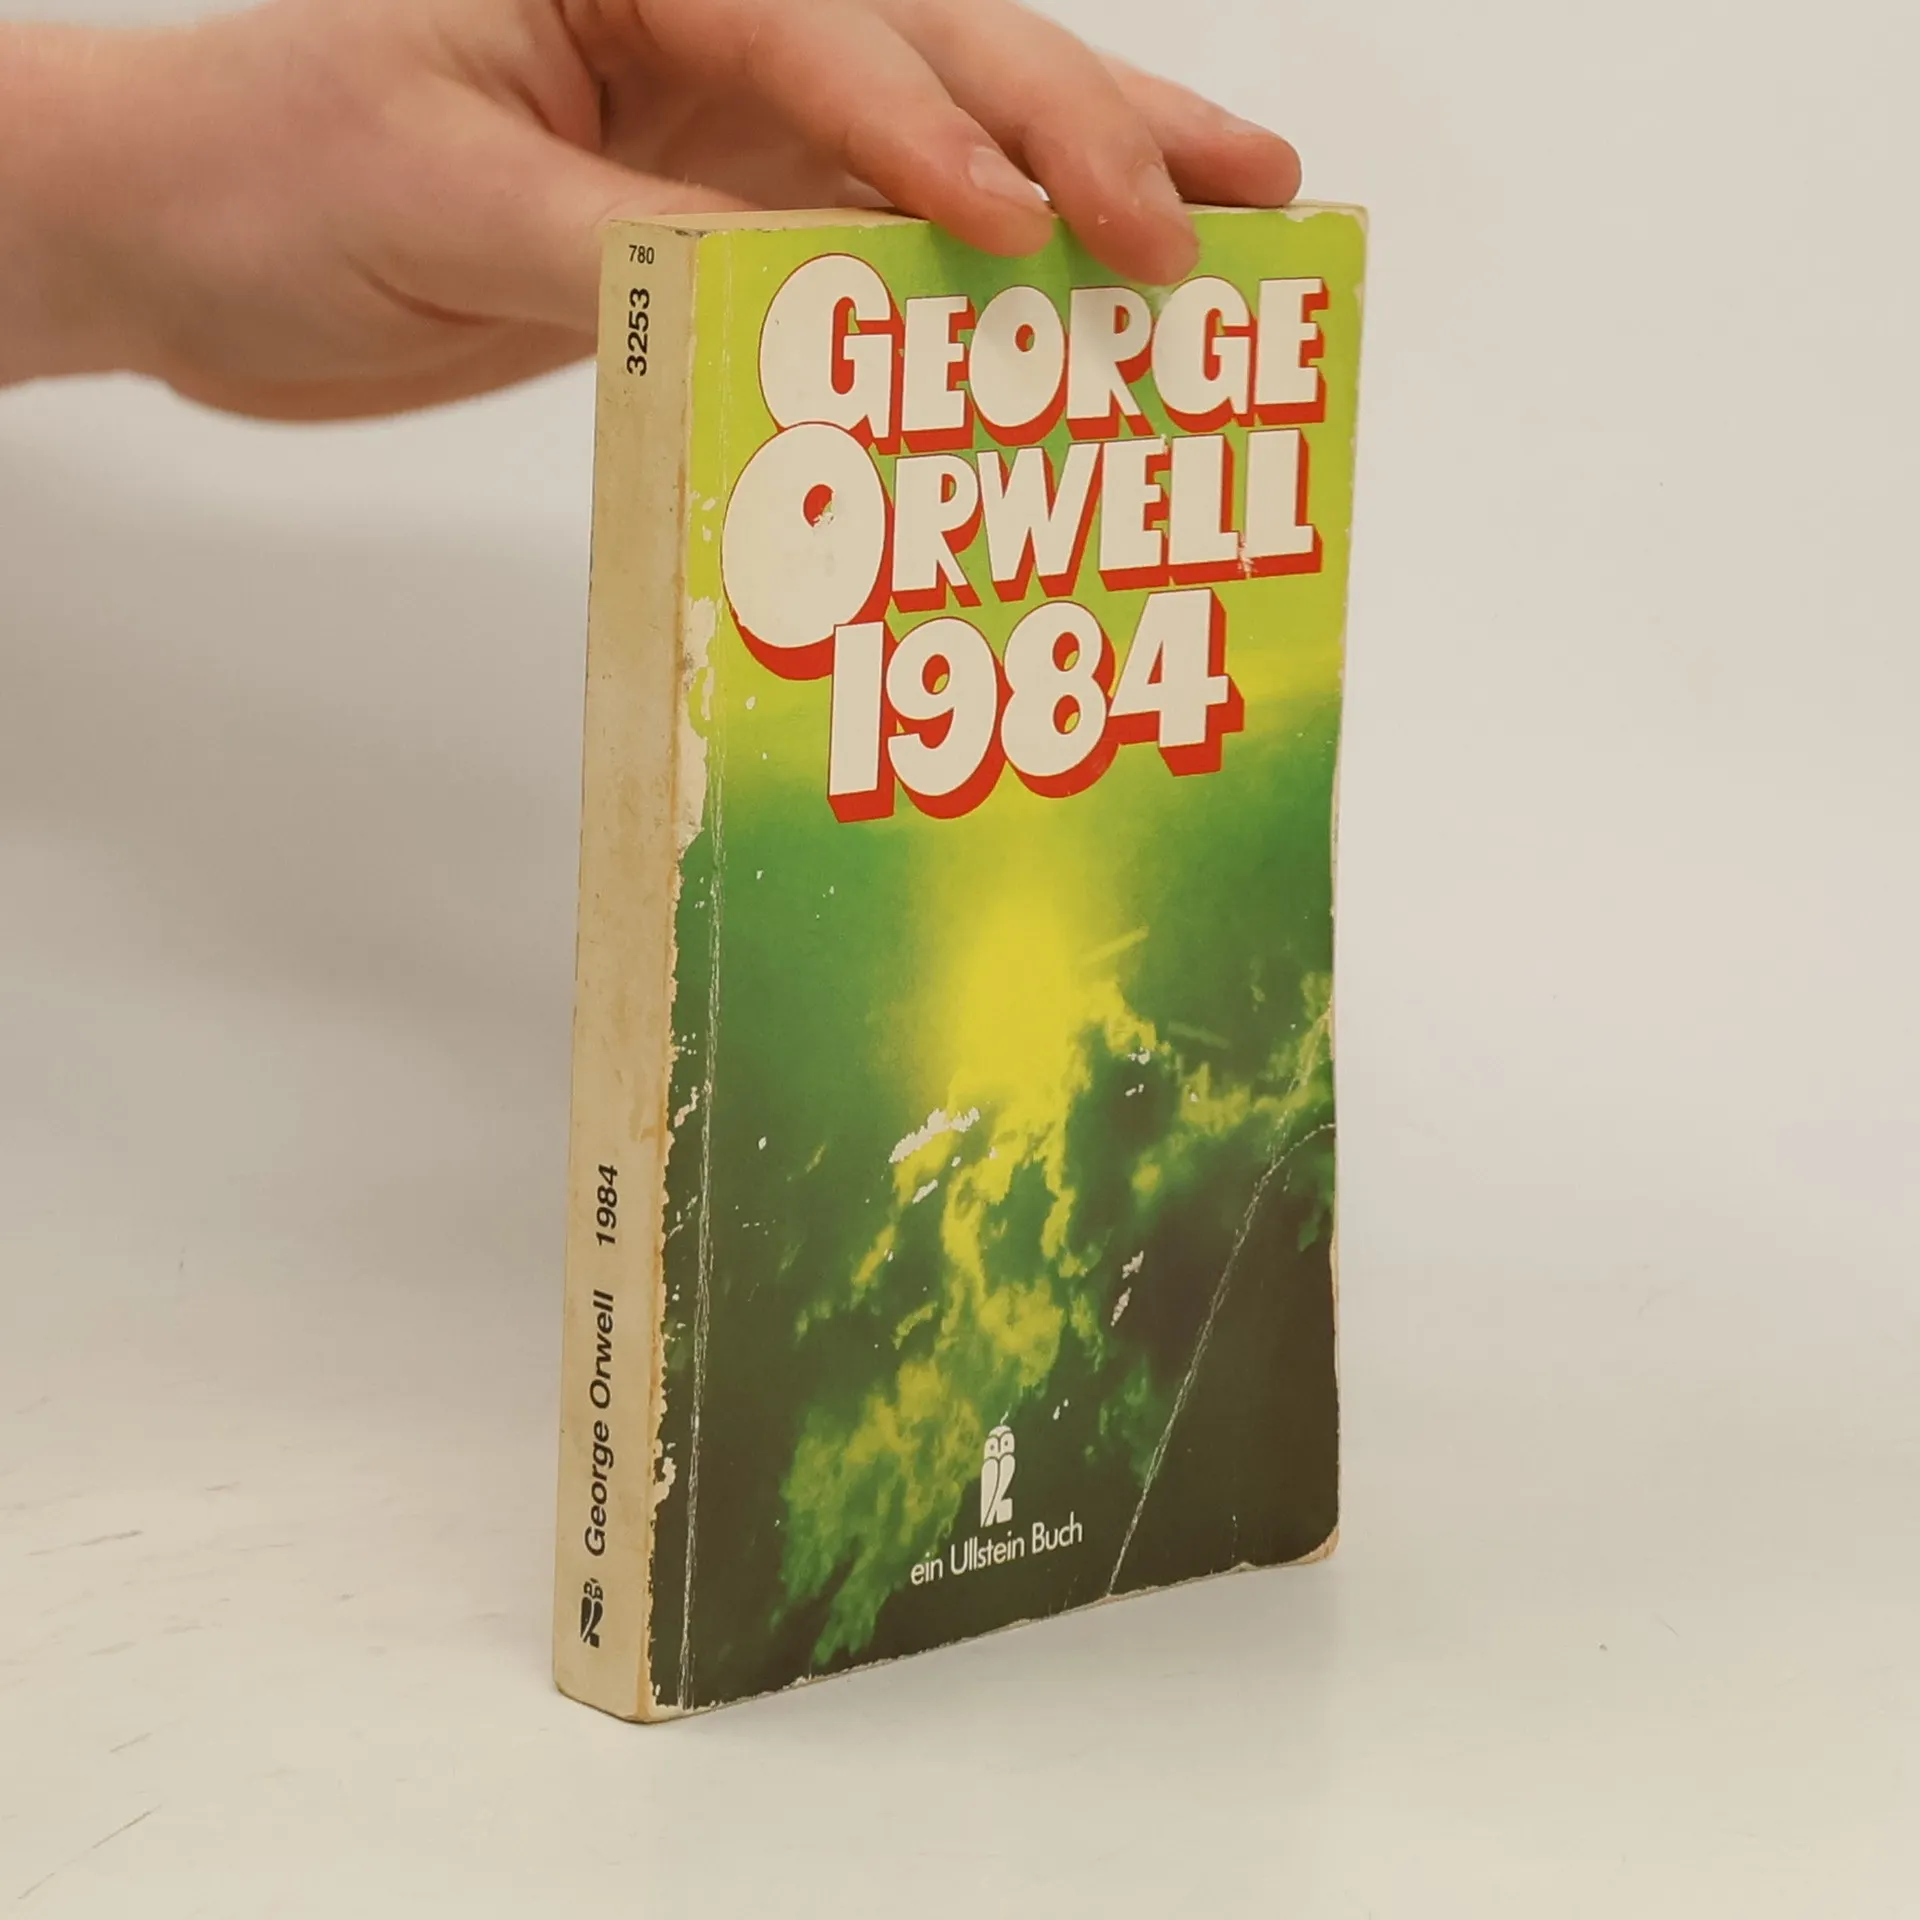 780
3253
George Orwell 1984
GEORGE
ORWELL
1984
ein Ullstein Buch